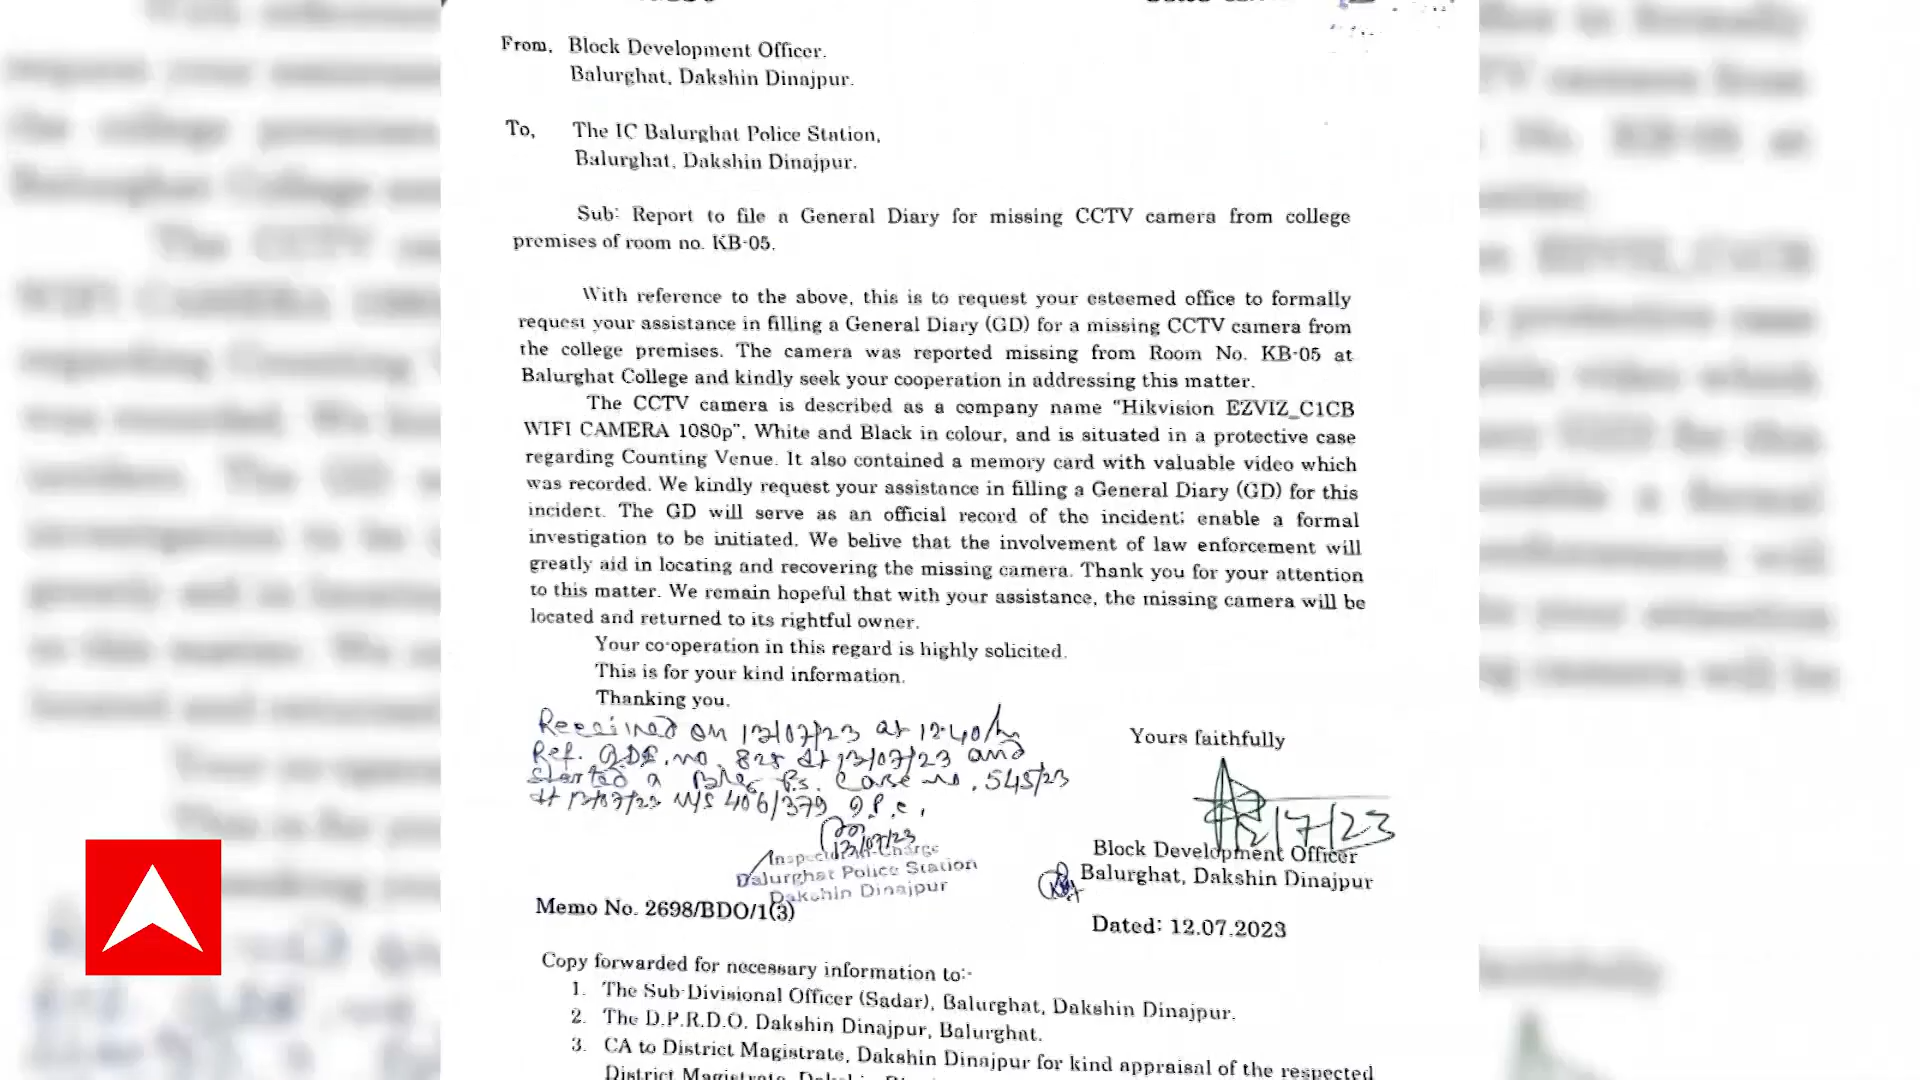 From, Block Development Officer.
Balurghat, Dakshin Dinajpur.
To, The IC Balurghat Police Station,
Balurghat, Dakshin Dinajpur.
Sub: Report to file a General Diary for missing CCTV camera from college
premises of room no. KB-05.
With reference to the above, this is to request your esteemed office to formally
request your assistance in filling a General Diary (GD) for a missing CCTV camera from
the college premises. The camera was reported missing from Room No. KB-05 at
Balurghat College and kindly seek your cooperation in addressing this matter.
The CCTV camera is described as a company name "Hikvision EZVIZ_C1CB
WIFI CAMERA 1080p", White and Black in colour, and is situated in a protective case
regarding Counting Venue. It also contained a memory card with valuable video which
was recorded. We kindly request your assistance in filling a General Diary (GD) for this
incident. The GD will serve as an official record of the incident; enable a formal
investigation to be initiated. We belive that the involvement of law enforcement will
greatly aid in locating and recovering the missing camera. Thank you for your attention
to this matter. We remain hopeful that with your assistance, the missing camera will be
located and returned to its rightful owner.
Your co-operation in this regard is highly solicited.
This is for your kind information.
Thanking you.
Received on 13/07/23 at 12.40 hr
Ref. GDE no. 825 dt 13/07/23 and
Started a Blg P.S. Case no. 545/23
dt 13/07/23 U/S 406/379 I.P.C.
13/07/23
Inspector-in-Charge
Balurghat Police Station
Dakshin Dinajpur
Yours faithfully
12/7/23
Block Development Officer
Balurghat, Dakshin Dinajpur
Memo No. 2698/BDO/1(3)
Dated: 12.07.2023
Copy forwarded for necessary information to:-
1. The Sub-Divisional Officer (Sadar), Balurghat, Dakshin Dinajpur.
2. The D.P.R.D.O. Dakshin Dinajpur, Balurghat.
3. CA to District Magistrate, Dakshin Dinajpur for kind appraisal of the respected
District Magistrate,